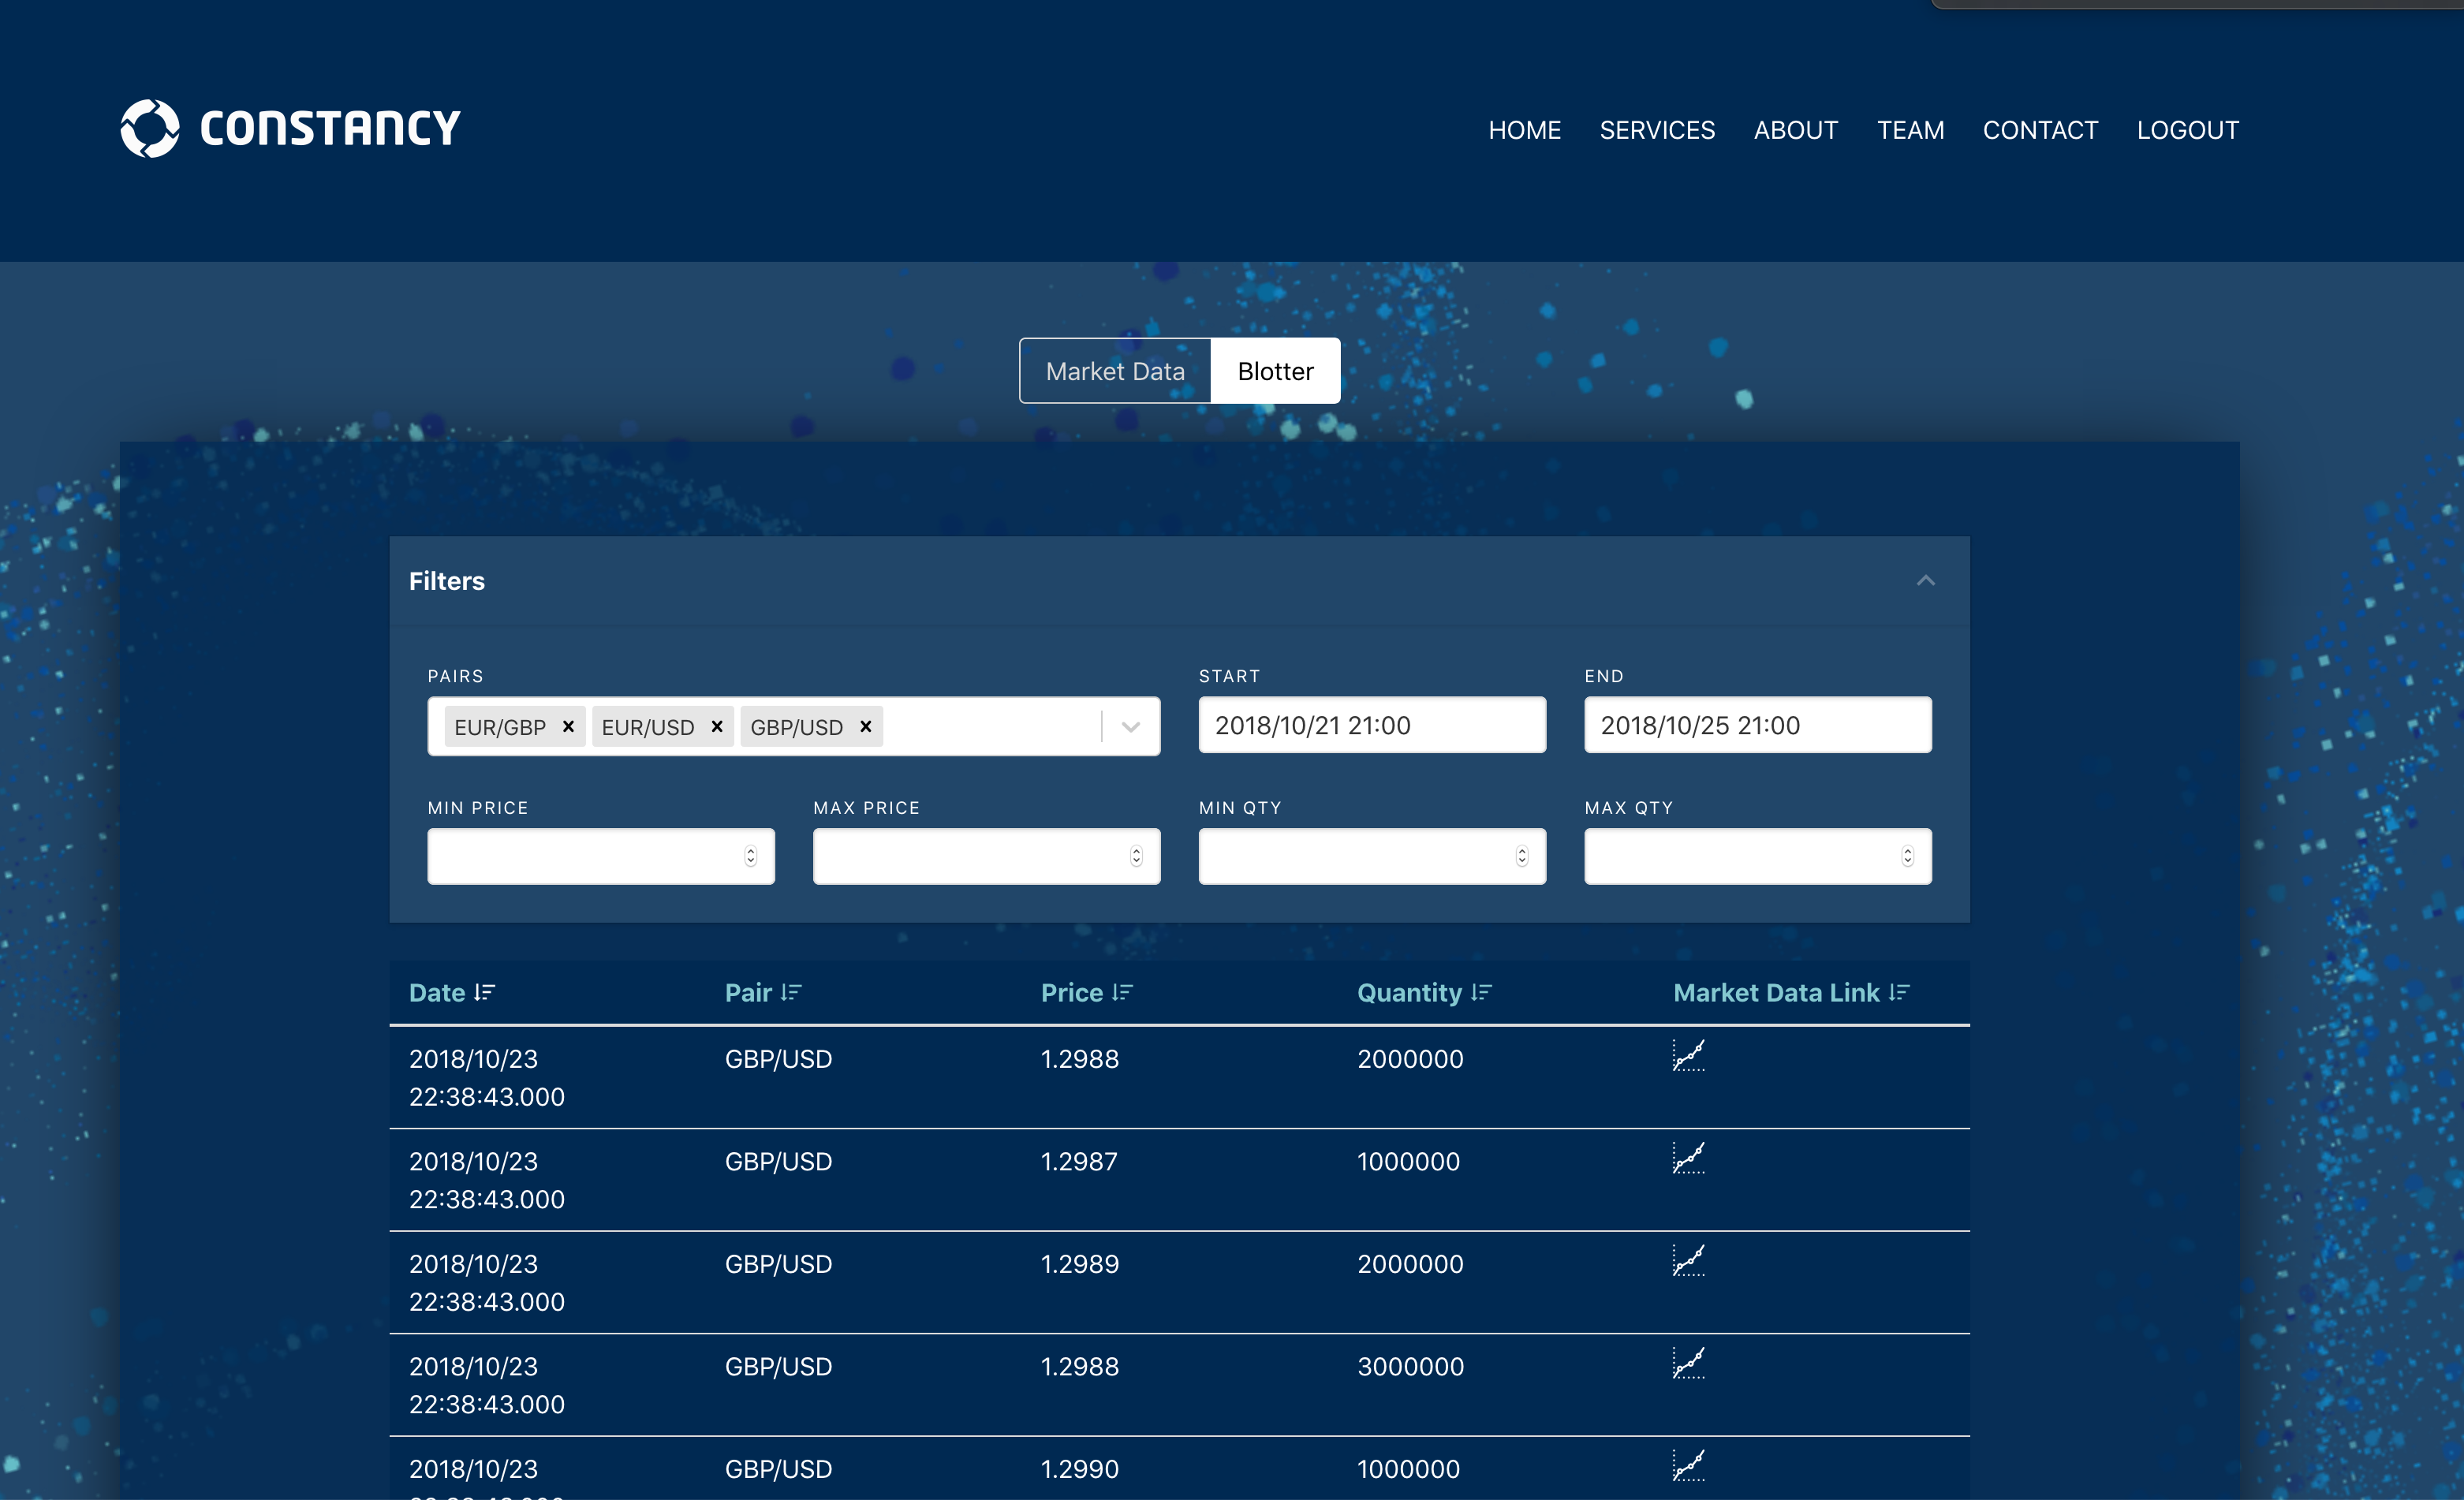 CONSTANCY
HOME SERVICES ABOUT TEAM CONTACT LOGOUT
Market Data Blotter
Filters
PAIRS START END
EUR/GBP × EUR/USD × GBP/USD × 2018/10/21 21:00 2018/10/25 21:00
MIN PRICE MAX PRICE MIN QTY MAX QTY
Date Pair Price Quantity Market Data Link
2018/10/23 GBP/USD 1.2988 2000000
22:38:43.000
2018/10/23 GBP/USD 1.2987 1000000
22:38:43.000
2018/10/23 GBP/USD 1.2989 2000000
22:38:43.000
2018/10/23 GBP/USD 1.2988 3000000
22:38:43.000
2018/10/23 GBP/USD 1.2990 1000000